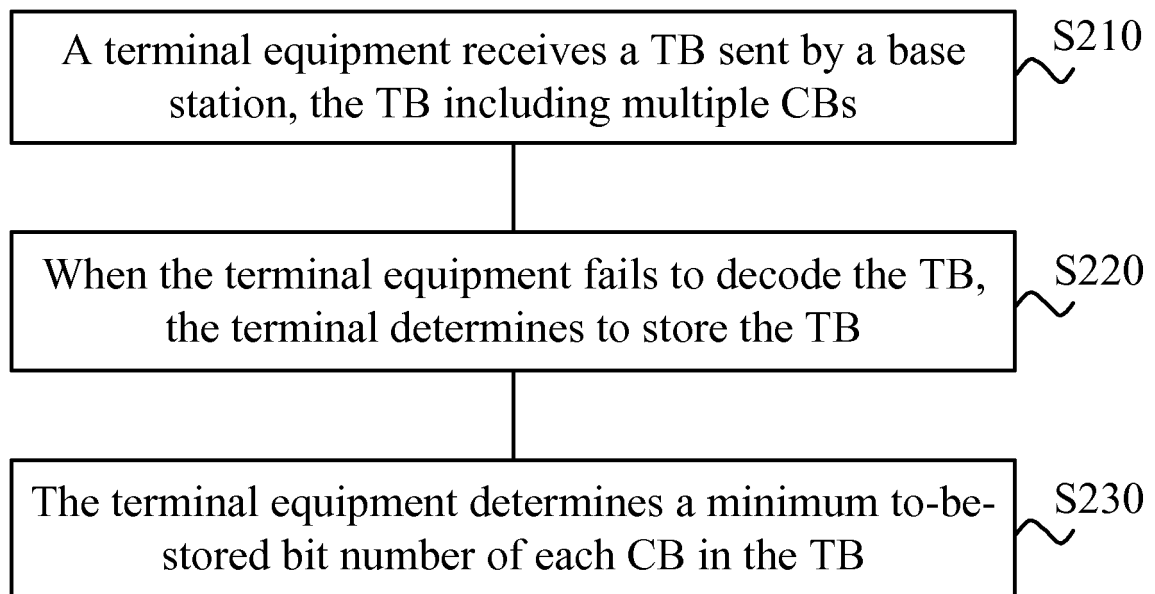 A terminal equipment receives a TB sent by a base
station, the TB including multiple CBs
S210
When the terminal equipment fails to decode the TB,
the terminal determines to store the TB
S220
The terminal equipment determines a minimum to-be-
stored bit number of each CB in the TB
S230